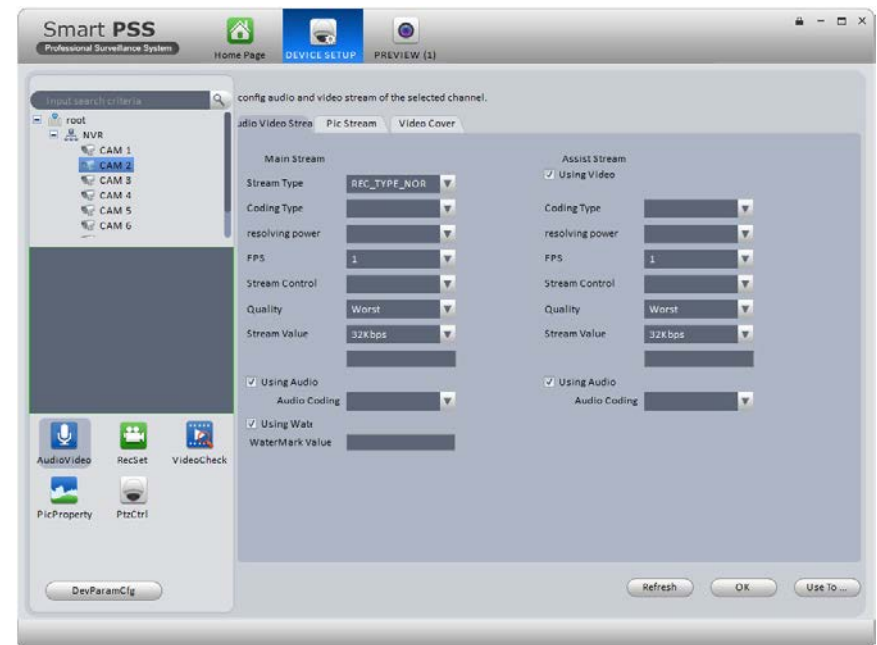 Smart PSS
Professional Surveillance System
Home Page
DEVICE SETUP
PREVIEW (1)
Input search criteria
root
NVR
CAM 1
CAM 2
CAM 3
CAM 4
CAM 5
CAM 6
AudioVideo
RecSet
VideoCheck
PicProperty
PtzCtrl
DevParamCfg
config audio and video stream of the selected channel.
udio Video Strea
Pic Stream
Video Cover
Main Stream
Stream Type REC_TYPE_NOR
Coding Type
resolving power
FPS 1
Stream Control
Quality Worst
Stream Value 32Kbps
Using Audio
Audio Coding
Using Wat
WaterMark Value
Assist Stream
Using Video
Coding Type
resolving power
FPS 1
Stream Control
Quality Worst
Stream Value 32Kbps
Using Audio
Audio Coding
Refresh
OK
Use To ...